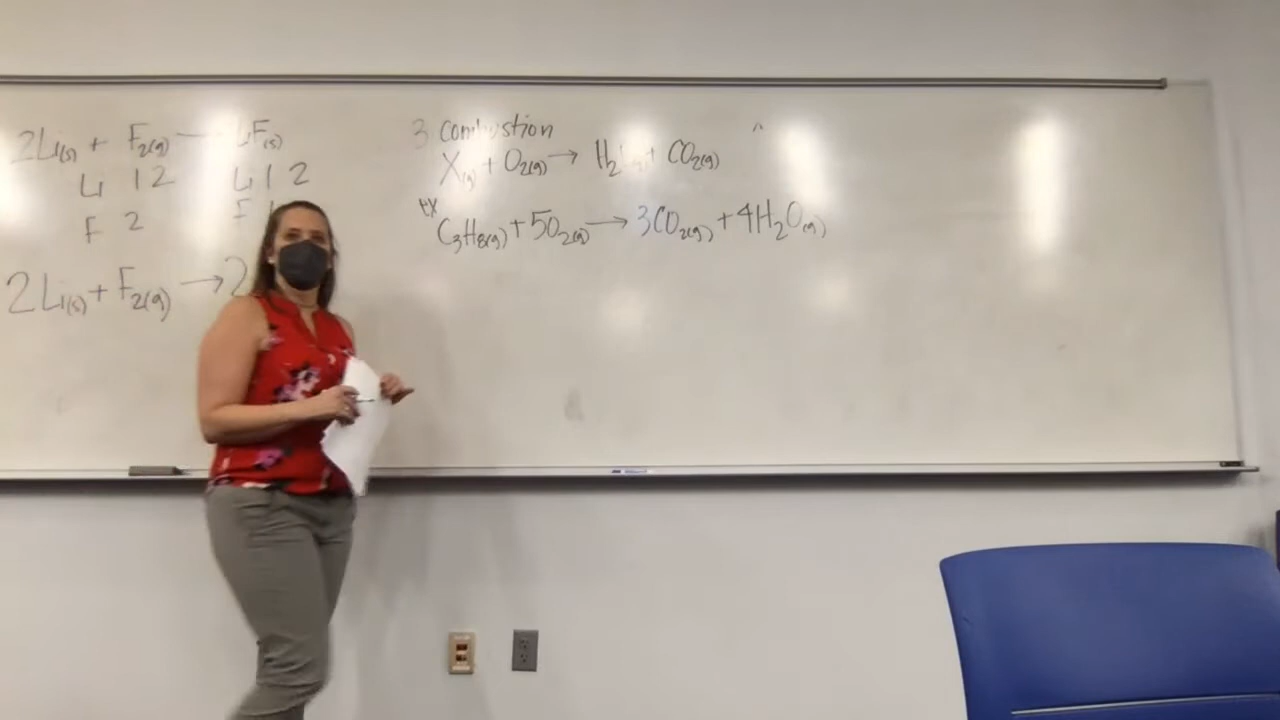 2Li(s) + F2(g) — LiF(s)
Li 1 2 Li 1 2
F 2 F
2Li(s) + F2(g) → 2
3 combustion
X(g) + O2(g) → H2 + CO2(g)
ex
C3H8(g) + 5O2(g) → 3CO2(g) + 4H2O(g)